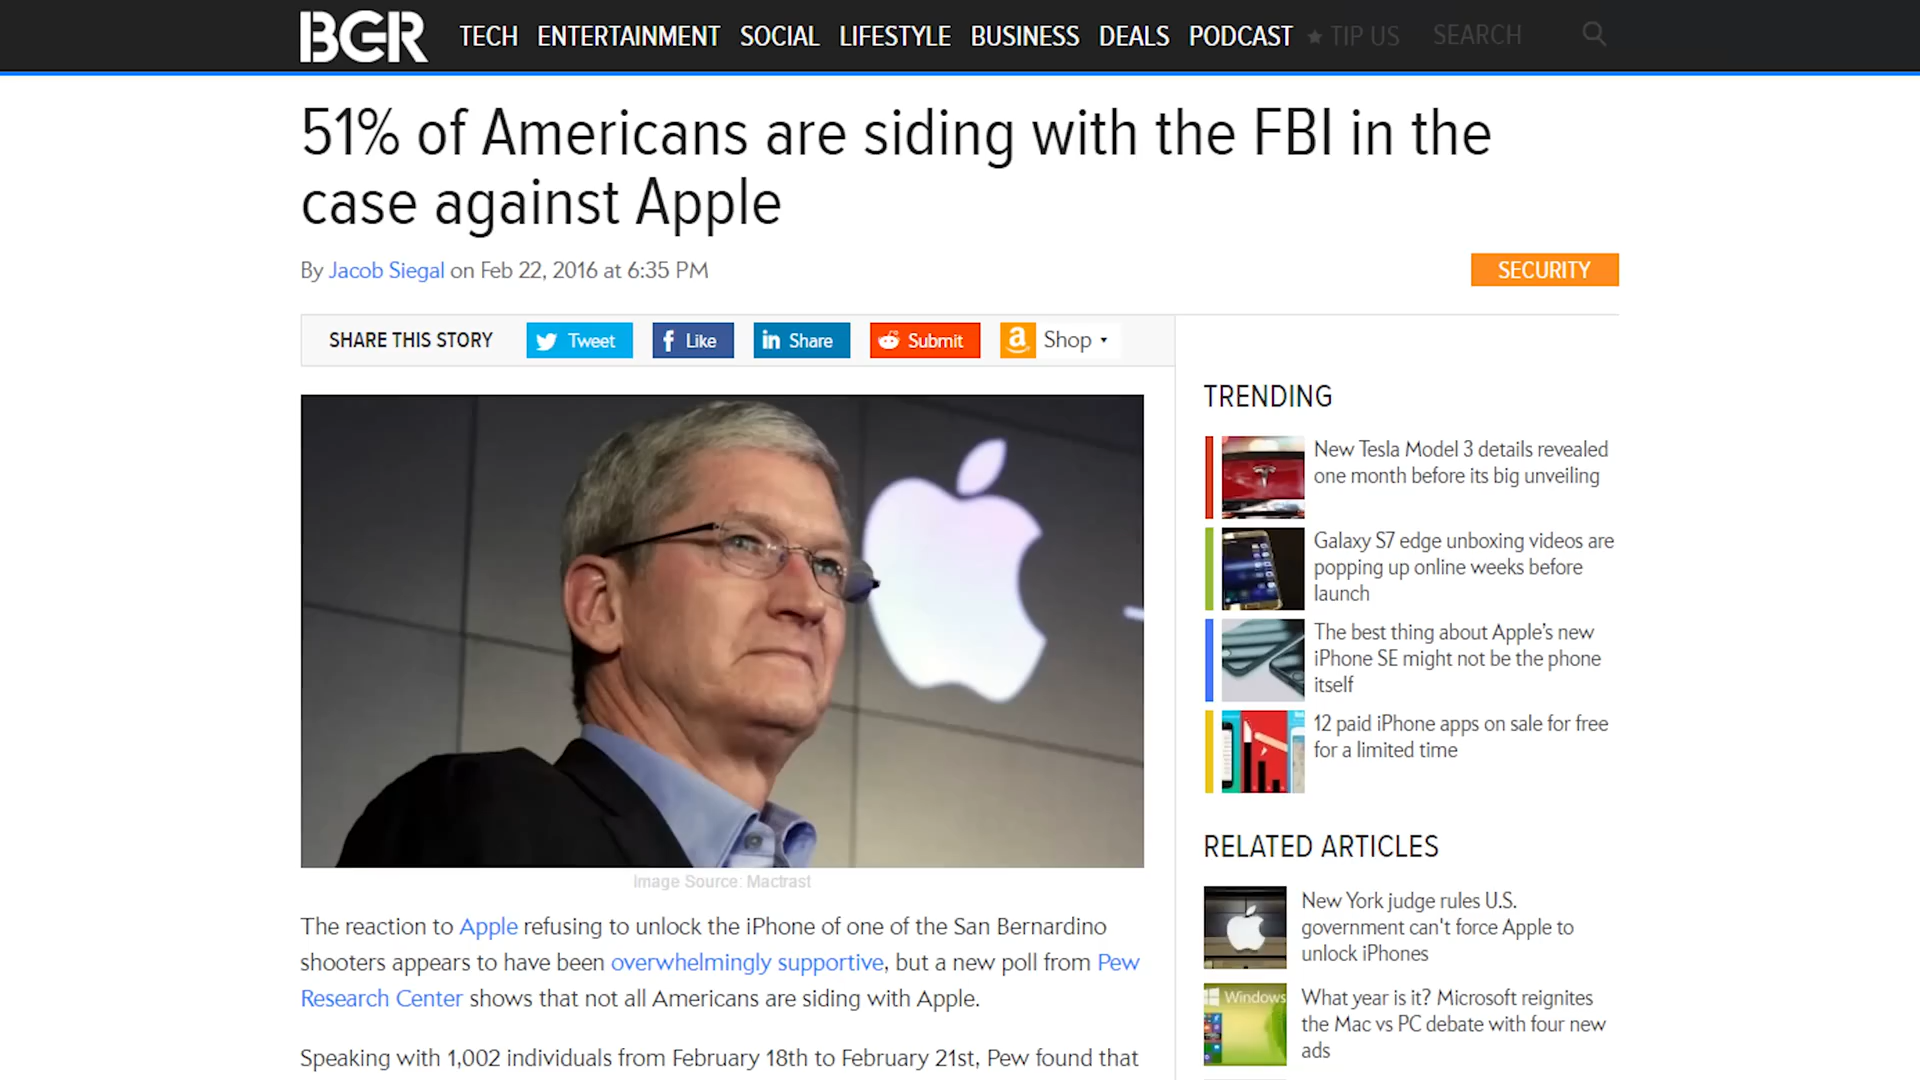 BGR
TECH ENTERTAINMENT SOCIAL LIFESTYLE BUSINESS DEALS PODCAST ★ TIP US SEARCH
51% of Americans are siding with the FBI in the
case against Apple
By Jacob Siegal on Feb 22, 2016 at 6:35 PM
SECURITY
SHARE THIS STORY
Tweet
Like
Share
Submit
Shop
Image Source: Mactrast
The reaction to Apple refusing to unlock the iPhone of one of the San Bernardino
shooters appears to have been overwhelmingly supportive, but a new poll from Pew
Research Center shows that not all Americans are siding with Apple.
Speaking with 1,002 individuals from February 18th to February 21st, Pew found that
TRENDING
New Tesla Model 3 details revealed
one month before its big unveiling
Galaxy S7 edge unboxing videos are
popping up online weeks before
launch
The best thing about Apple’s new
iPhone SE might not be the phone
itself
12 paid iPhone apps on sale for free
for a limited time
RELATED ARTICLES
New York judge rules U.S.
government can't force Apple to
unlock iPhones
Windows
What year is it? Microsoft reignites
the Mac vs PC debate with four new
ads